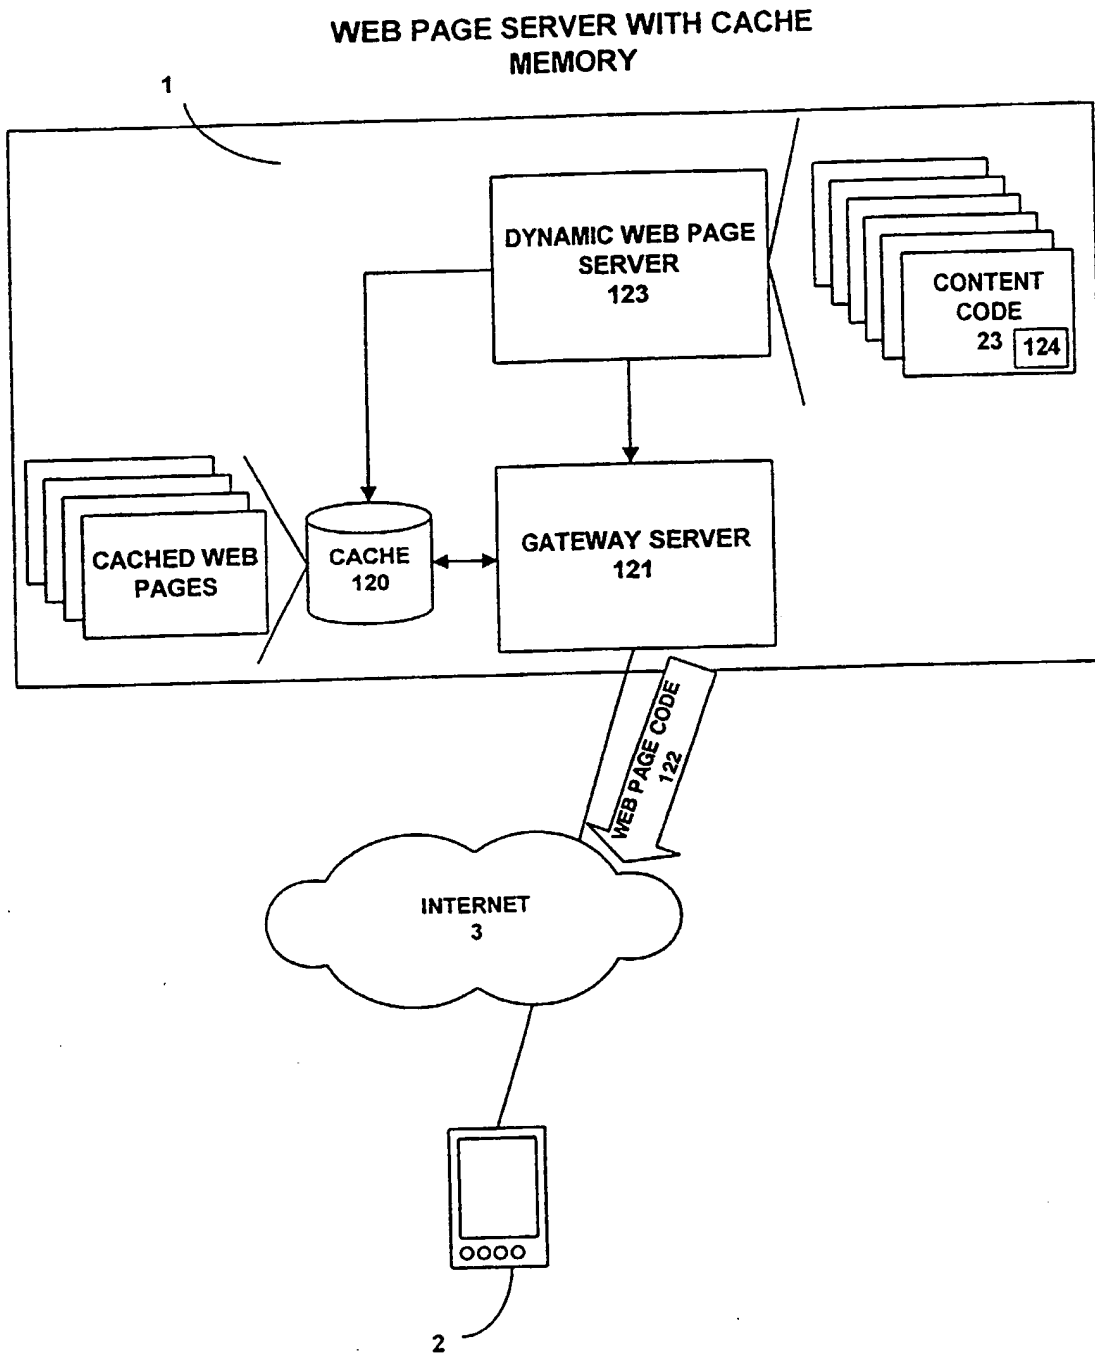 WEB PAGE SERVER WITH CACHE
MEMORY
1
DYNAMIC WEB PAGE
SERVER
123
CONTENT
CODE
23
124
CACHED WEB
PAGES
CACHE
120
GATEWAY SERVER
121
WEB PAGE CODE
122
INTERNET
3
2